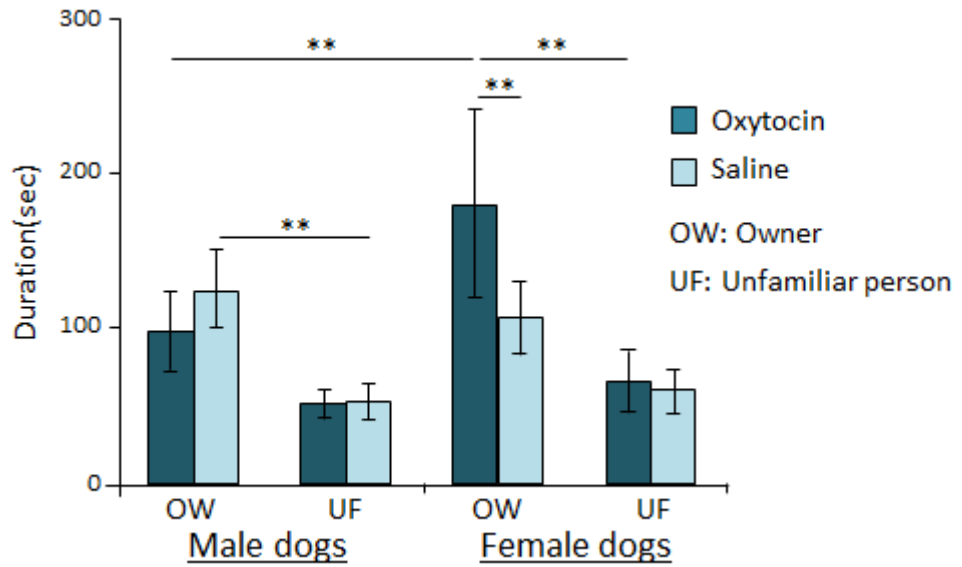 300
**
**
**
Oxytocin
200
Saline
**
OW: Owner
UF: Unfamiliar person
100
Duration(sec)
0
OW
UF
OW
UF
Male dogs
Female dogs